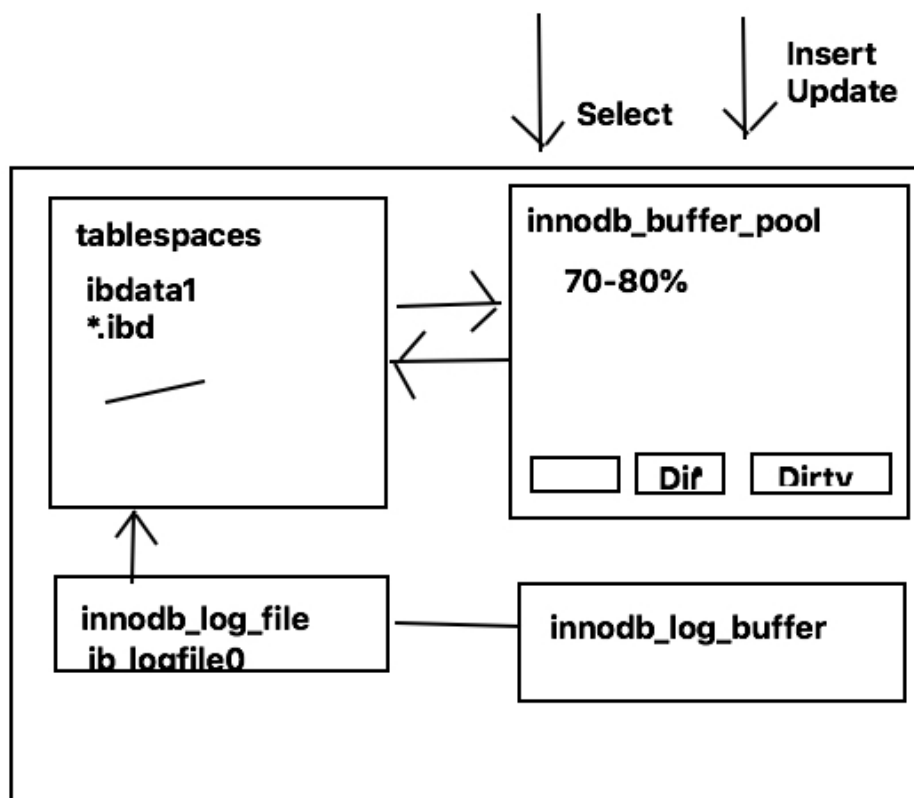 Insert
Update
Select
tablespaces
ibdata1
*.ibd
innodb_buffer_pool
70-80%
Dirty
innodb_log_file
ib_logfile0
innodb_log_buffer